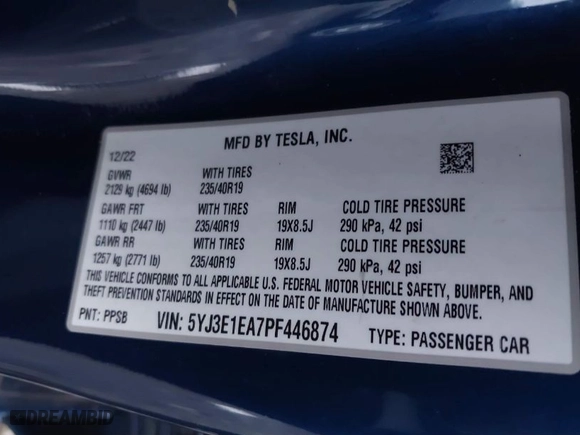 MFD BY TESLA, INC.
12/22
GVWR WITH TIRES
2129 kg (4694 lb) 235/40R19
GAWR FRT WITH TIRES RIM COLD TIRE PRESSURE
1110 kg (2447 lb) 235/40R19 19X8.5J 290 kPa, 42 psi
GAWR RR WITH TIRES RIM COLD TIRE PRESSURE
1257 kg (2771 lb) 235/40R19 19X8.5J 290 kPa, 42 psi
THIS VEHICLE CONFORMS TO ALL APPLICABLE U.S. FEDERAL MOTOR VEHICLE SAFETY, BUMPER, AND
THEFT PREVENTION STANDARDS IN EFFECT ON THE DATE OF MANUFACTURE SHOWN ABOVE.
PNT: PPSB VIN: 5YJ3E1EA7PF446874 TYPE: PASSENGER CAR
DREAMBID